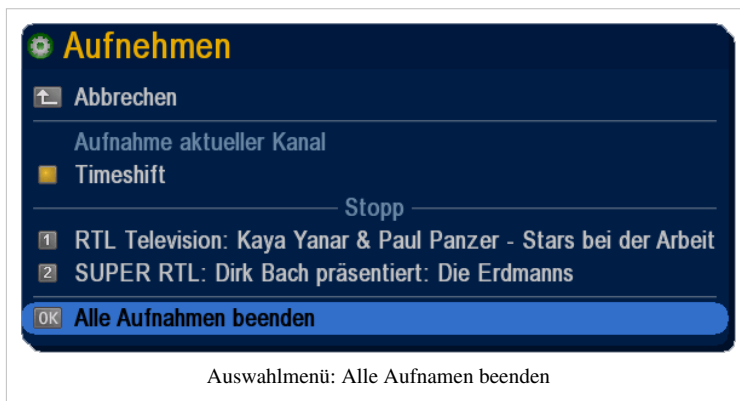 Aufnehmen
Abbrechen
Aufnahme aktueller Kanal
Timeshift
Stopp
1 RTL Television: Kaya Yanar & Paul Panzer - Stars bei der Arbeit
2 SUPER RTL: Dirk Bach präsentiert: Die Erdmanns
OK Alle Aufnahmen beenden
Auswahlmenü: Alle Aufnamen beenden